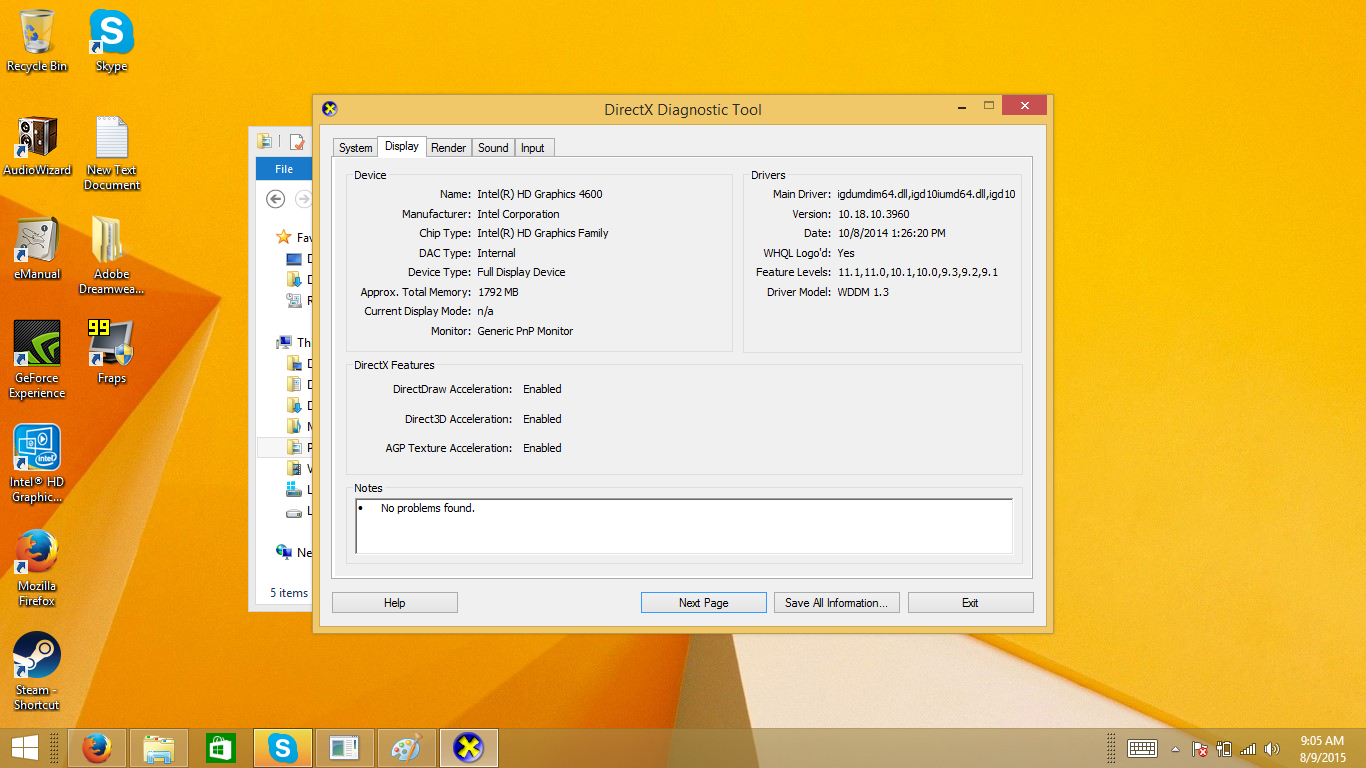 Recycle Bin
Skype
AudioWizard
New Text
Document
eManual
Adobe
Dreamwea...
99
GeForce
Experience
Fraps
Intel® HD
Graphic...
Mozilla
Firefox
Steam -
Shortcut
File
Fav
Th
Ne
5 items
DirectX Diagnostic Tool
System
Display
Render
Sound
Input
Device
Name: Intel(R) HD Graphics 4600
Manufacturer: Intel Corporation
Chip Type: Intel(R) HD Graphics Family
DAC Type: Internal
Device Type: Full Display Device
Approx. Total Memory: 1792 MB
Current Display Mode: n/a
Monitor: Generic PnP Monitor
Drivers
Main Driver: igdumdim64.dll,igd10iumd64.dll,igd10
Version: 10.18.10.3960
Date: 10/8/2014 1:26:20 PM
WHQL Logo'd: Yes
Feature Levels: 11.1,11.0,10.1,10.0,9.3,9.2,9.1
Driver Model: WDDM 1.3
DirectX Features
DirectDraw Acceleration: Enabled
Direct3D Acceleration: Enabled
AGP Texture Acceleration: Enabled
Notes
No problems found.
Help
Next Page
Save All Information...
Exit
9:05 AM
8/9/2015